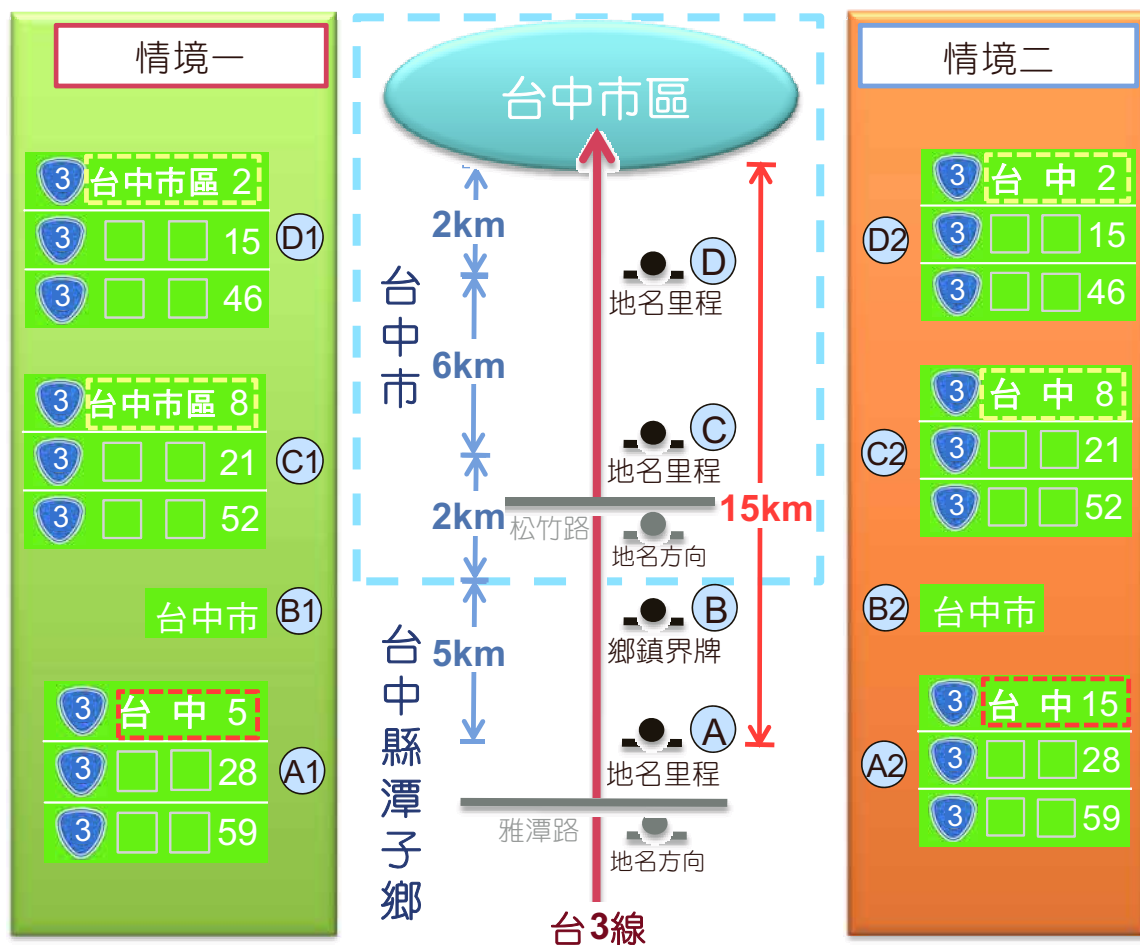 情境一
3 台中市區 2
3 □ □ 15
3 □ □ 46
D1
3 台中市區 8
3 □ □ 21
3 □ □ 52
C1
台中市
B1
3 台中 5
3 □ □ 28
3 □ □ 59
A1
台中市區
2km
D
地名里程
台中市
6km
C
地名里程
2km
松竹路
15km
地名方向
B
鄉鎮界牌
台中縣潭子鄉
5km
A
地名里程
雅潭路
地名方向
台3線
情境二
3 台中 2
3 □ □ 15
3 □ □ 46
D2
3 台中 8
3 □ □ 21
3 □ □ 52
C2
B2
台中市
3 台中 15
3 □ □ 28
3 □ □ 59
A2